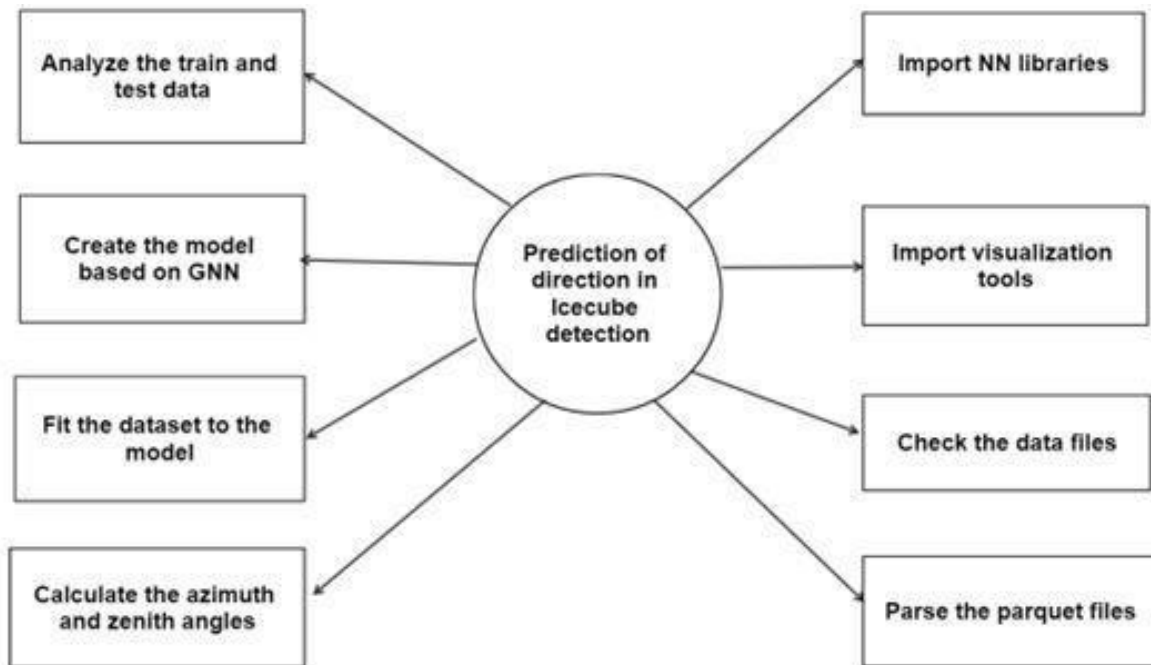 Analyze the train and
test data
Create the model
based on GNN
Fit the dataset to the
model
Calculate the azimuth
and zenith angles
Prediction of
direction in
Icecube
detection
Import NN libraries
Import visualization
tools
Check the data files
Parse the parquet files